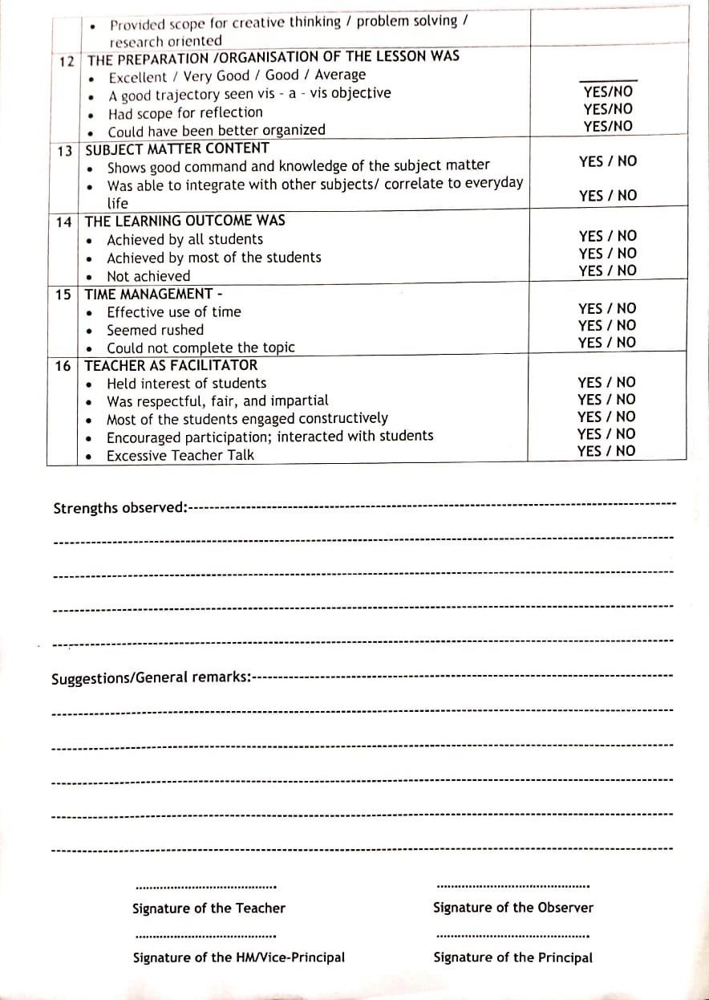 • Provided scope for creative thinking / problem solving /
research oriented
12 THE PREPARATION /ORGANISATION OF THE LESSON WAS
• Excellent / Very Good / Good / Average ________
• A good trajectory seen vis - a - vis objective YES/NO
• Had scope for reflection YES/NO
• Could have been better organized YES/NO
13 SUBJECT MATTER CONTENT
• Shows good command and knowledge of the subject matter YES / NO
• Was able to integrate with other subjects/ correlate to everyday
life YES / NO
14 THE LEARNING OUTCOME WAS
• Achieved by all students YES / NO
• Achieved by most of the students YES / NO
• Not achieved YES / NO
15 TIME MANAGEMENT -
• Effective use of time YES / NO
• Seemed rushed YES / NO
• Could not complete the topic YES / NO
16 TEACHER AS FACILITATOR
• Held interest of students YES / NO
• Was respectful, fair, and impartial YES / NO
• Most of the students engaged constructively YES / NO
• Encouraged participation; interacted with students YES / NO
• Excessive Teacher Talk YES / NO
Strengths observed:
Suggestions/General remarks:
Signature of the Teacher Signature of the Observer
Signature of the HM/Vice-Principal Signature of the Principal